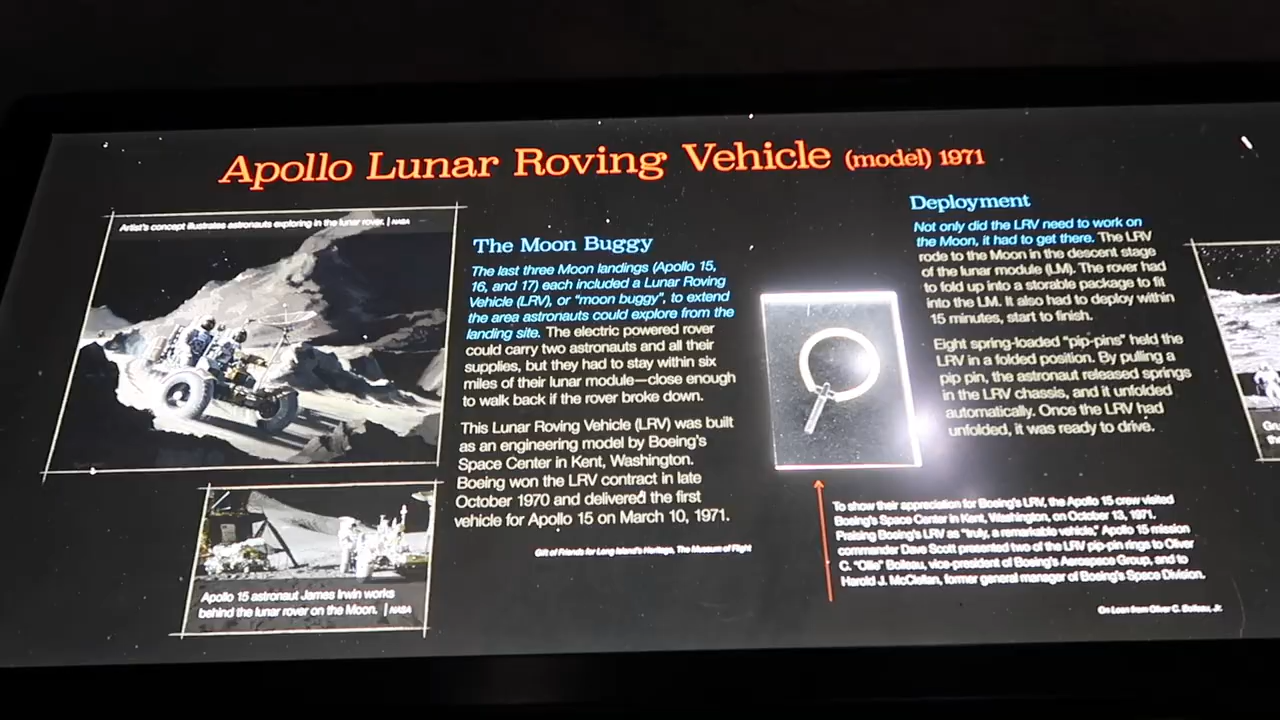 Apollo Lunar Roving Vehicle (model) 1971
Artist's concept illustrates astronauts exploring in the lunar rover. | NASA
The Moon Buggy
The last three Moon landings (Apollo 15,
16, and 17) each included a Lunar Roving
Vehicle (LRV), or "moon buggy", to extend
the area astronauts could explore from the
landing site. The electric powered rover
could carry two astronauts and all their
supplies, but they had to stay within six
miles of their lunar module—close enough
to walk back if the rover broke down.
This Lunar Roving Vehicle (LRV) was built
as an engineering model by Boeing's
Space Center in Kent, Washington.
Boeing won the LRV contract in late
October 1970 and delivered the first
vehicle for Apollo 15 on March 10, 1971.
Gift of Friends for Long Island's Heritage, The Museum of Flight
Apollo 15 astronaut James Irwin works
behind the lunar rover on the Moon. | NASA
Deployment
Not only did the LRV need to work on
the Moon, it had to get there. The LRV
rode to the Moon in the descent stage
of the lunar module (LM). The rover had
to fold up into a storable package to fit
into the LM. It also had to deploy within
15 minutes, start to finish.
Eight spring-loaded "pip-pins" held the
LRV in a folded position. By pulling a
pip pin, the astronaut released springs
in the LRV chassis, and it unfolded
automatically. Once the LRV had
unfolded, it was ready to drive.
To show their appreciation for Boeing's LRV, the Apollo 15 crew visited
Boeing's Space Center in Kent, Washington, on October 13, 1971.
Praising Boeing's LRV as "truly, a remarkable vehicle," Apollo 15 mission
commander Dave Scott presented two of the LRV pip-pin rings to Oliver
C. "Ollie" Boileau, vice-president of Boeing's Aerospace Group, and to
Harold J. McClellan, former general manager of Boeing's Space Division.
On Loan from Oliver C. Boileau, Jr.